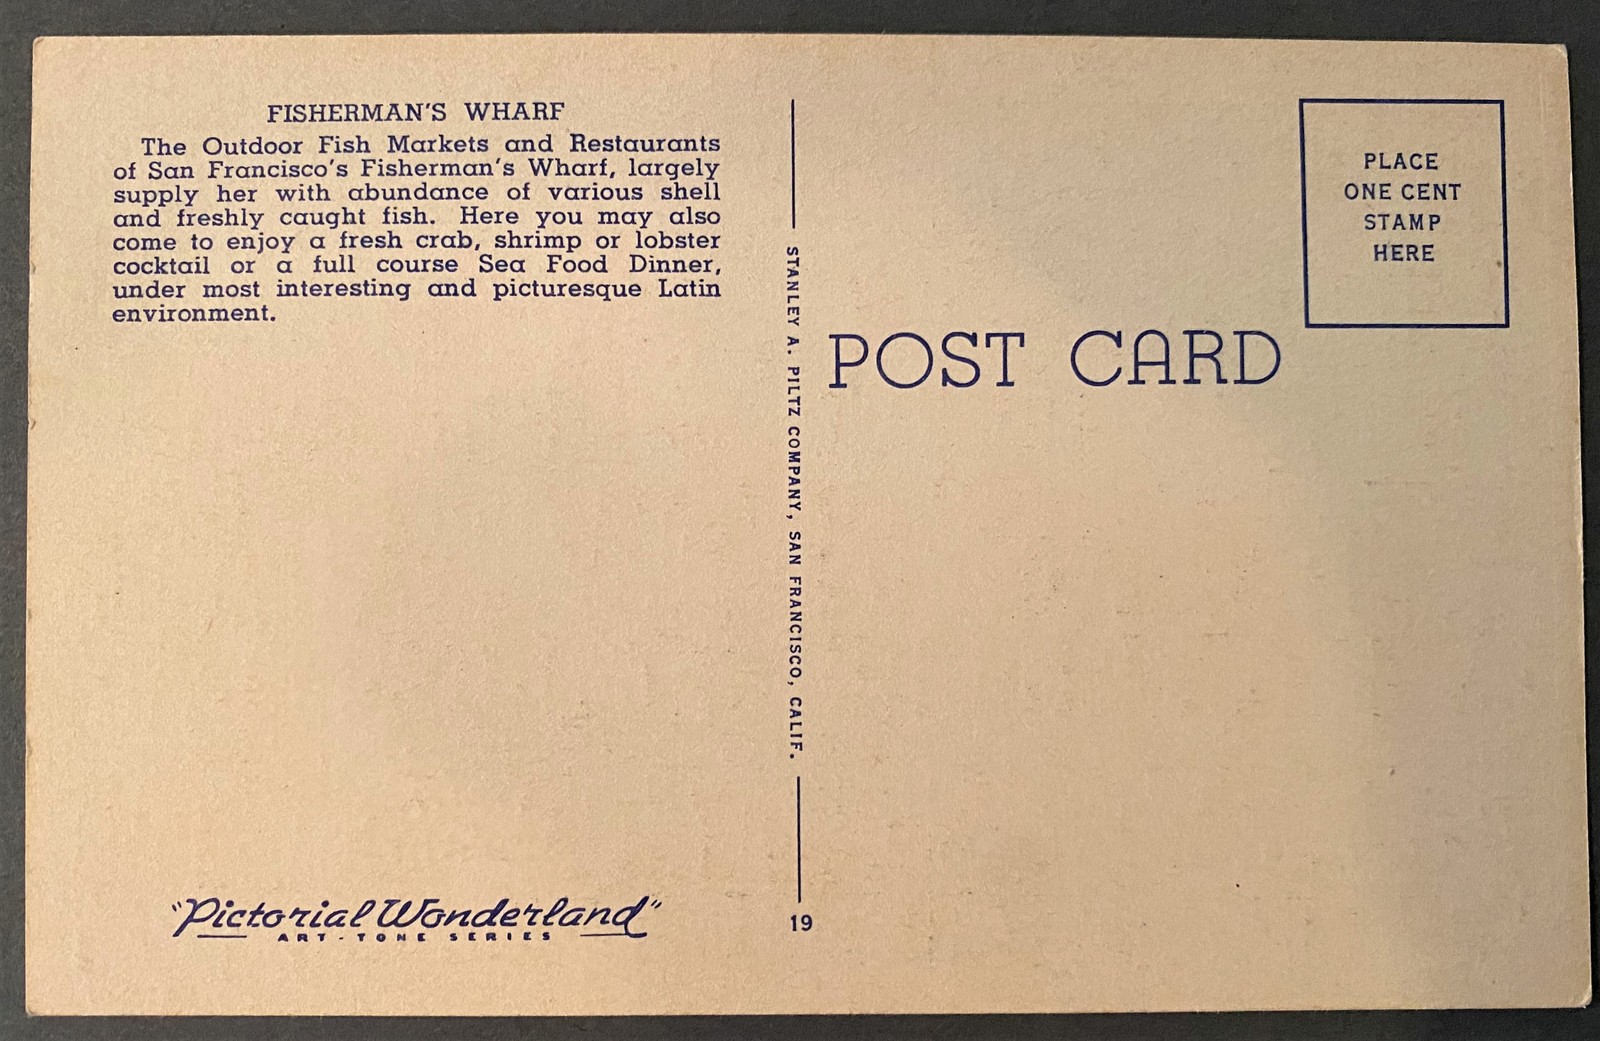 FISHERMAN'S WHARF
The Outdoor Fish Markets and Restaurants
of San Francisco's Fisherman's Wharf, largely
supply her with abundance of various shell
and freshly caught fish. Here you may also
come to enjoy a fresh crab, shrimp or lobster
cocktail or a full course Sea Food Dinner,
under most interesting and picturesque Latin
environment.
"Pictorial Wonderland"
ART-TONE SERIES
STANLEY A. PILTZ COMPANY, SAN FRANCISCO, CALIF.
19
POST CARD
PLACE
ONE CENT
STAMP
HERE